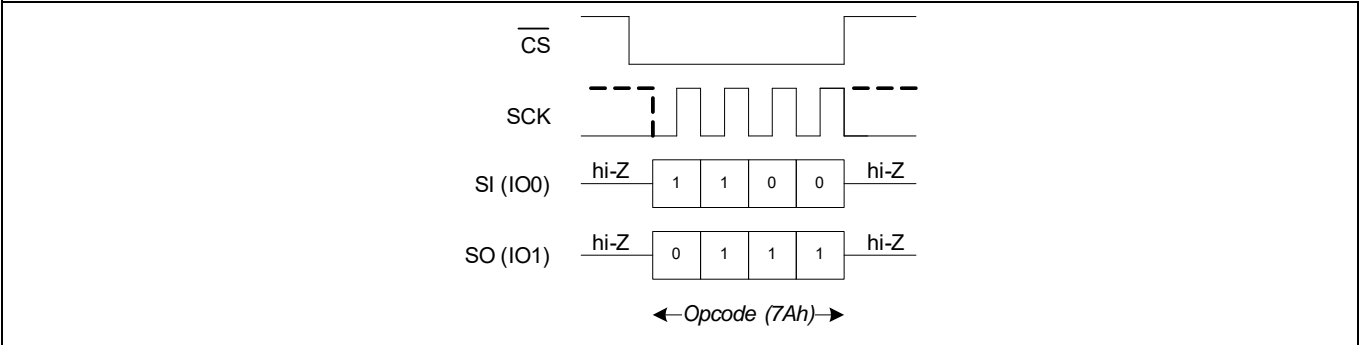 CS
SCK
SI (IO0) hi-Z 1 1 0 0 hi-Z
SO (IO1) hi-Z 0 1 1 1 hi-Z
Opcode (7Ah)